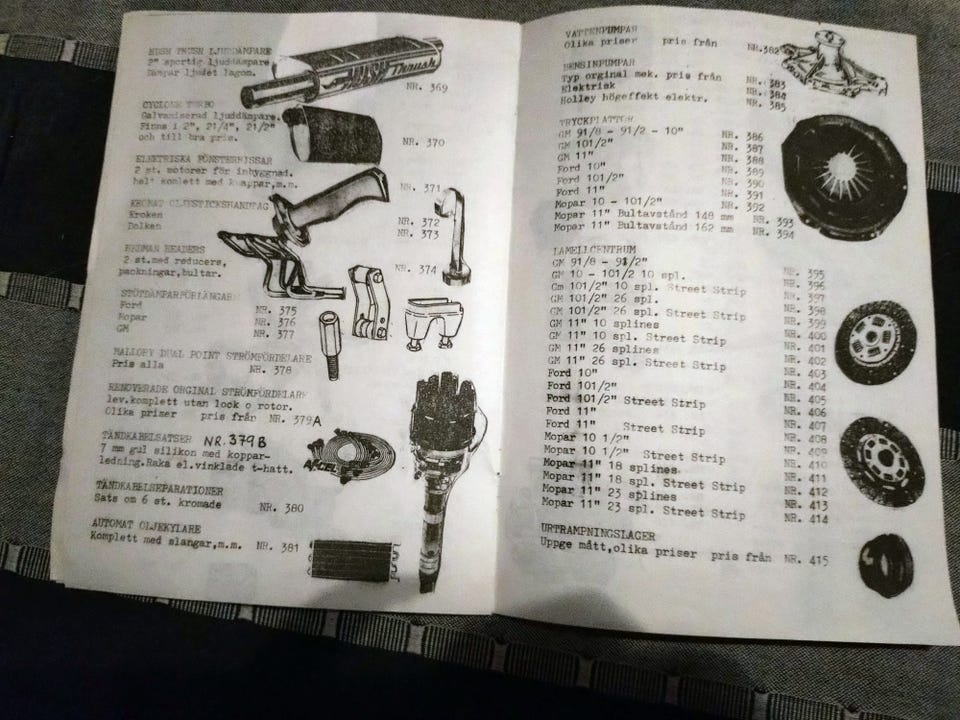 HUSH THUSH LJUDDÄMPARE
2" sportig ljuddämpare
Dämpar ljudet lagon.
HUSH Thrush
NR. 369
CYCLONE TURBO
Galvaniserad ljuddämpare.
Finns i 2", 21/4", 21/2"
och till bra pris.
NR. 370
ELEKTRISKA FÖNSTERHISSAR
2 st. motorer för inbyggnad.
helt komlett med knappar,m.m.
NR. 371
KROMAT OLJESTICKSHANDTAG
Kroken
NR. 372
Dolken
NR. 373
HEDMAN HEADERS
2 st.med reducers,
packningar,bultar.
NR. 374
STÖTDÄMPARFÖRLÄNGARE
Ford NR. 375
Mopar NR. 376
GM NR. 377
MALLORY DUAL POINT STRÖMFÖRDELARE
Pris alla NR. 378
RENOVERADE ORGINAL STRÖMFÖRDELARE
lev.komplett utan lock o rotor.
Olika priser pris från NR. 379A
TÄNDKABELSATSER NR.379B
7 mm gul silikon med koppar-
ledning.Raka el.vinklade t-hatt.
ACCEL
TÄNDKABELSEPARATIONER
Sats om 6 st. kromade NR. 380
AUTOMAT OLJEKYLARE
Komplett med slangar,m.m. NR. 381
VATTENPUMPAR
Olika priser pris från NR.382
BENSINPUMPAR
Typ orginal mek. pris från NR. 383
Elektrisk NR. 384
Holley högeffekt elektr. NR. 385
TRYCKPLATTOR
GM 91/8 - 91/2 - 10" NR. 386
GM 101/2" NR. 387
GM 11" NR. 388
Ford 10" NR. 389
Ford 101/2" NR. 390
Ford 11" NR. 391
Mopar 10 - 101/2" NR. 392
Mopar 11" Bultavstånd 148 mm NR. 393
Mopar 11" Bultavstånd 162 mm NR. 394
LAMELLCENTRUM
GM 91/8 - 91/2" NR. 395
GM 10 - 101/2 10 spl. NR. 396
Gm 101/2" 10 spl. Street Strip NR. 397
GM 101/2" 26 spl. NR. 398
GM 101/2" 26 spl. Street Strip NR. 399
GM 11" 10 splines NR. 400
GM 11" 10 spl. Street Strip NR. 401
GM 11" 26 splines NR. 402
GM 11" 26 spl. Street Strip NR. 403
Ford 10" NR. 404
Ford 101/2" NR. 405
Ford 101/2" Street Strip NR. 406
Ford 11" NR. 407
Ford 11" Street Strip NR. 408
Mopar 10 1/2" NR. 409
Mopar 10 1/2" Street Strip NR. 410
Mopar 11" 18 splines NR. 411
Mopar 11" 18 spl. Street Strip NR. 412
Mopar 11" 23 splines NR. 413
Mopar 11" 23 spl. Street Strip NR. 414
URTRAMPNINGSLAGER
Uppge mått,olika priser pris från NR. 415